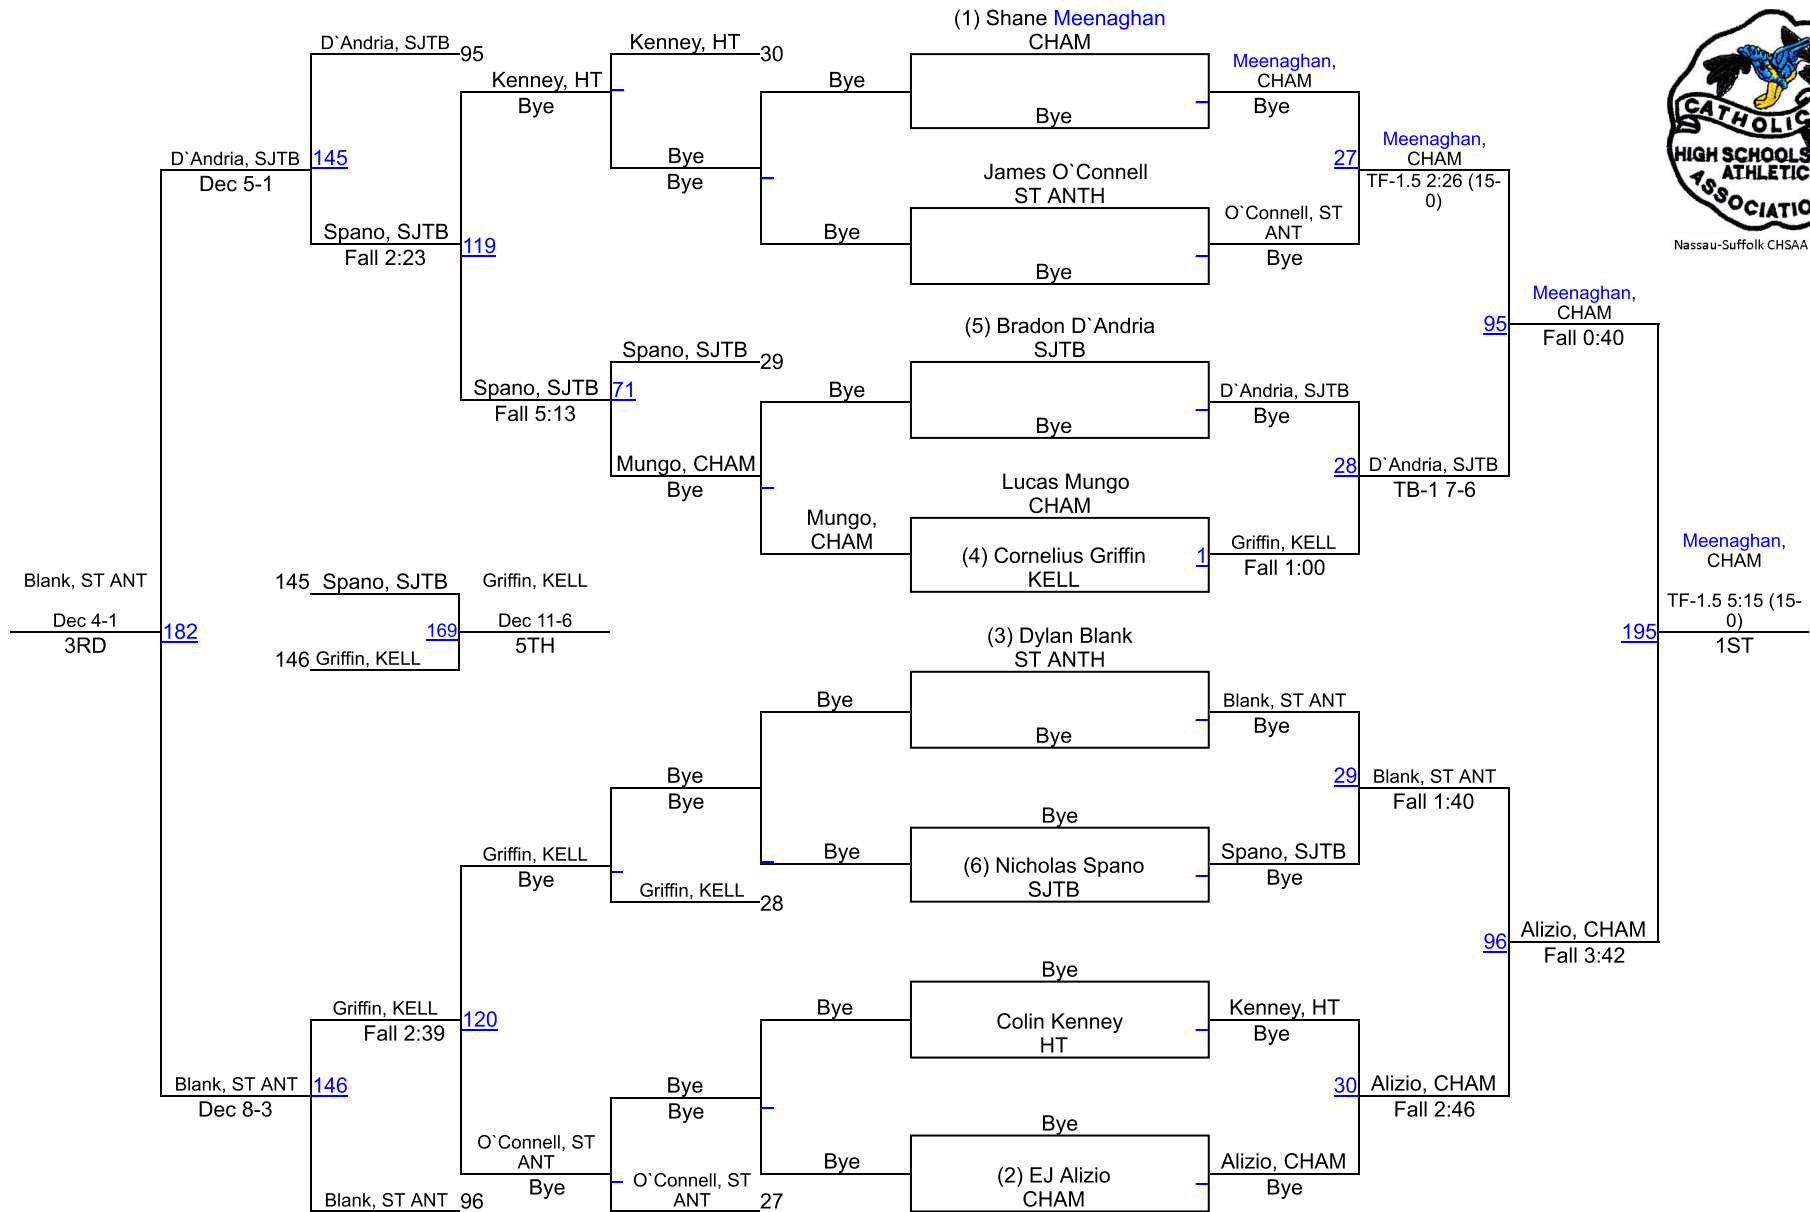 (1) Shane Meenaghan
CHAM
Bye
James O`Connell
ST ANTH
Bye
(5) Bradon D`Andria
SJTB
Bye
Lucas Mungo
CHAM
(4) Cornelius Griffin
KELL
1
(3) Dylan Blank
ST ANTH
Bye
Bye
(6) Nicholas Spano
SJTB
Bye
Colin Kenney
HT
Bye
(2) EJ Alizio
CHAM
Meenaghan,
CHAM
Bye
O`Connell, ST
ANT
Bye
27
D`Andria, SJTB
Bye
Griffin, KELL
Fall 1:00
28
Blank, ST ANT
Bye
Spano, SJTB
Bye
29
Kenney, HT
Bye
Alizio, CHAM
Bye
30
Meenaghan,
CHAM
TF-1.5 2:26 (15-
0)
D`Andria, SJTB
TB-1 7-6
95
Blank, ST ANT
Fall 1:40
Alizio, CHAM
Fall 2:46
96
Meenaghan,
CHAM
Fall 0:40
Alizio, CHAM
Fall 3:42
195
Meenaghan,
CHAM
TF-1.5 5:15 (15-
0)
1ST
Bye
Bye
Bye
Mungo,
CHAM
Bye
Bye
Bye
Bye
Kenney, HT
30
Bye
Bye
Spano, SJTB
29
Mungo, CHAM
Bye
71
Bye
Bye
Griffin, KELL
28
Bye
Bye
O`Connell, ST
ANT
27
Kenney, HT
Bye
Spano, SJTB
Fall 5:13
119
Griffin, KELL
Bye
O`Connell, ST
ANT
Bye
120
D`Andria, SJTB
95
Spano, SJTB
Fall 2:23
145
Griffin, KELL
Fall 2:39
Blank, ST ANT
96
146
D`Andria, SJTB
Dec 5-1
Blank, ST ANT
Dec 8-3
182
Blank, ST ANT
Dec 4-1
3RD
145
Spano, SJTB
146
Griffin, KELL
169
Griffin, KELL
Dec 11-6
5TH
CATHOLIC
HIGH SCHOOLS
ATHLETIC
Nassau-Suffolk CHSAA